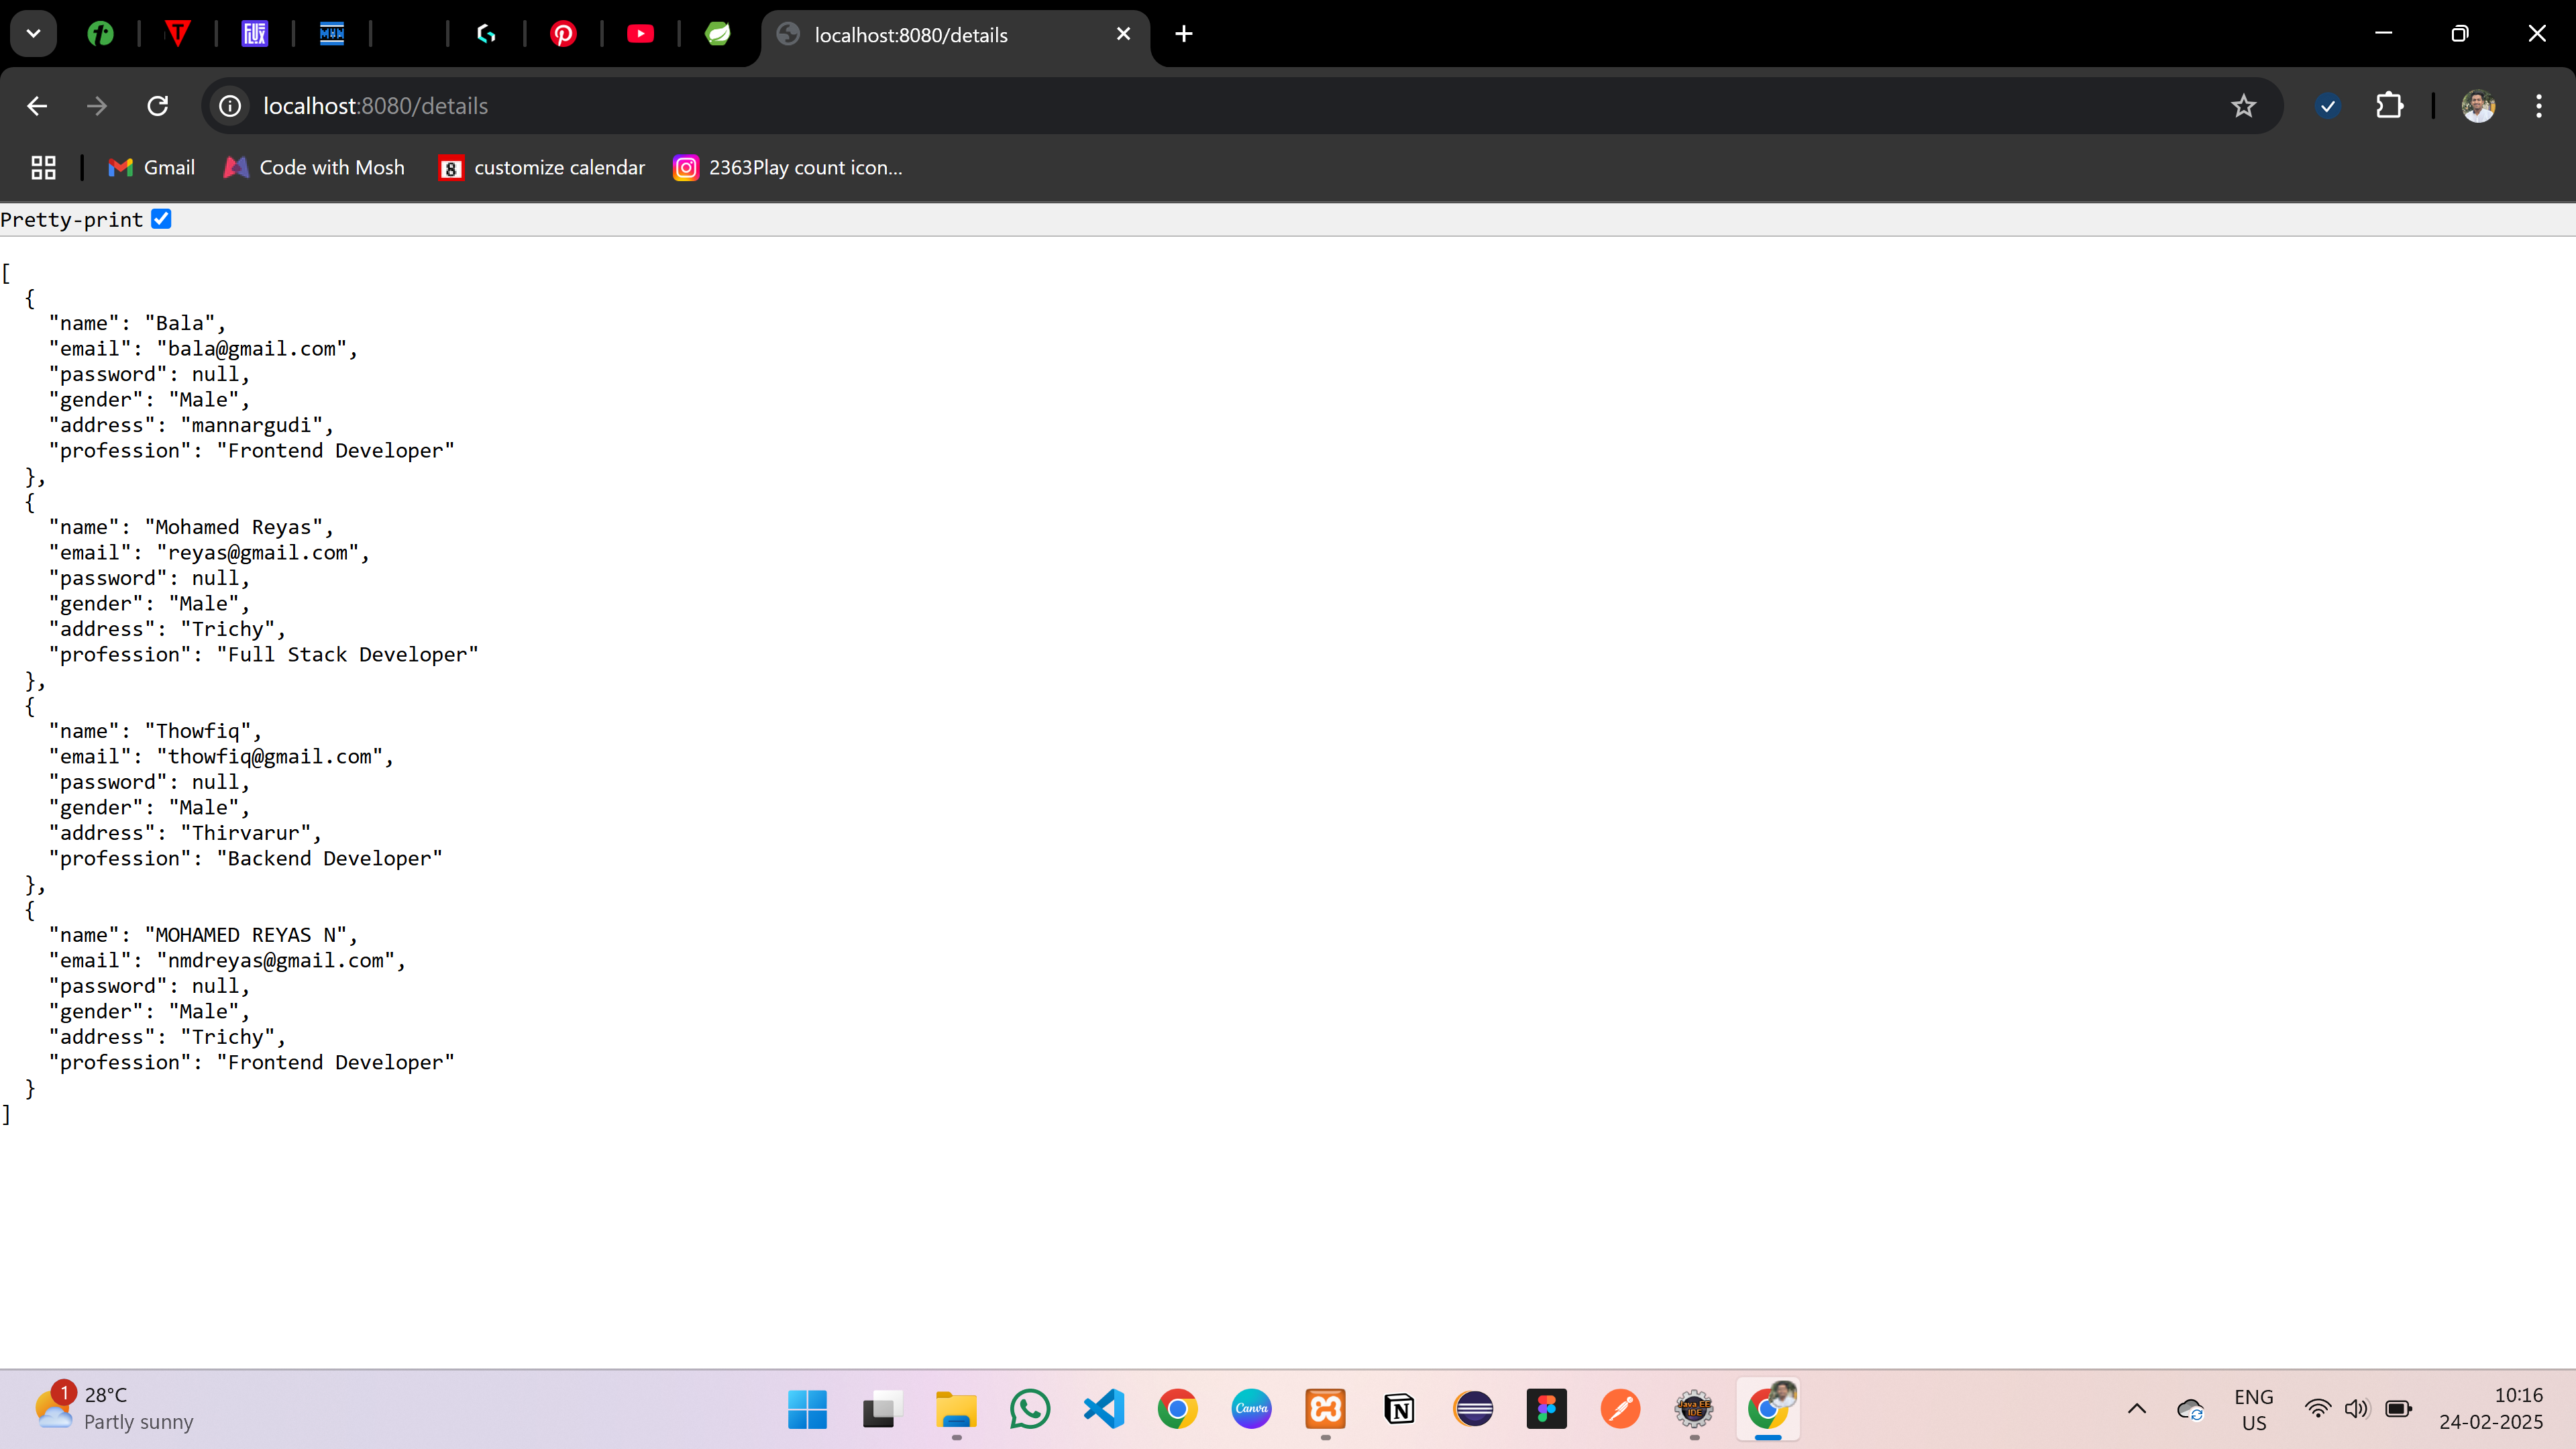 localhost:8080/details
localhost:8080/details
Gmail
Code with Mosh
customize calendar
2363Play count icon...
Pretty-print
[
  {
    "name": "Bala",
    "email": "bala@gmail.com",
    "password": null,
    "gender": "Male",
    "address": "mannargudi",
    "profession": "Frontend Developer"
  },
  {
    "name": "Mohamed Reyas",
    "email": "reyas@gmail.com",
    "password": null,
    "gender": "Male",
    "address": "Trichy",
    "profession": "Full Stack Developer"
  },
  {
    "name": "Thowfiq",
    "email": "thowfiq@gmail.com",
    "password": null,
    "gender": "Male",
    "address": "Thirvarur",
    "profession": "Backend Developer"
  },
  {
    "name": "MOHAMED REYAS N",
    "email": "nmdreyas@gmail.com",
    "password": null,
    "gender": "Male",
    "address": "Trichy",
    "profession": "Frontend Developer"
  }
]
1
28°C
Partly sunny
Canva
Java EE
IDE
ENG
US
10:16
24-02-2025